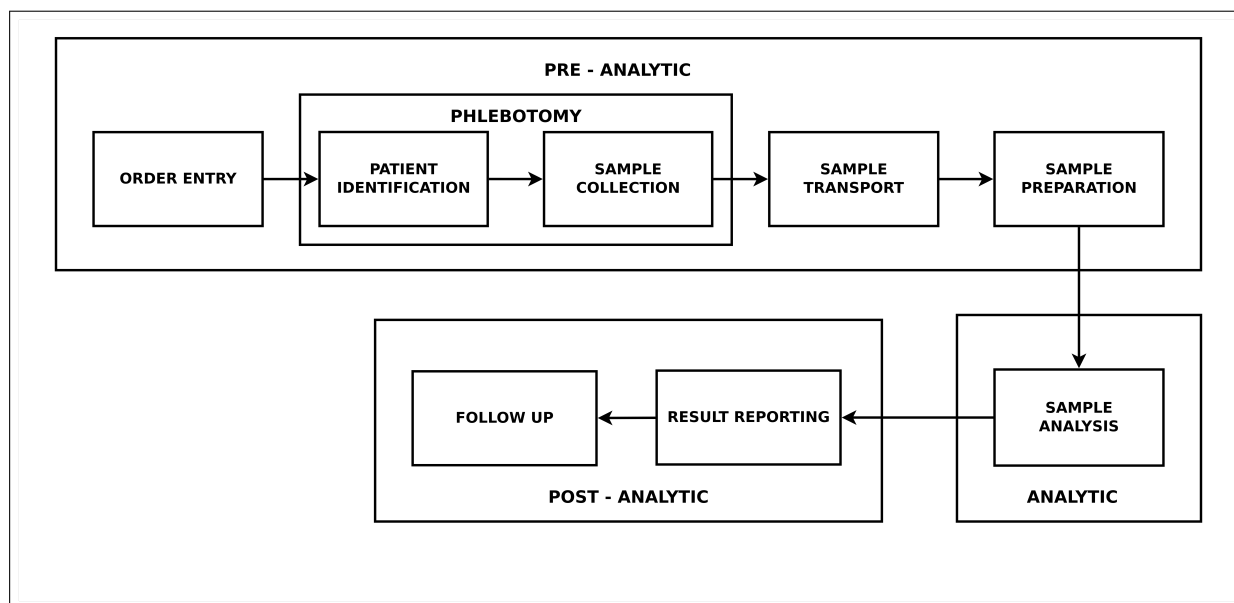 PRE - ANALYTIC
PHLEBOTOMY
ORDER ENTRY
PATIENT
IDENTIFICATION
SAMPLE
COLLECTION
SAMPLE
TRANSPORT
SAMPLE
PREPARATION
SAMPLE
ANALYSIS
ANALYTIC
RESULT REPORTING
FOLLOW UP
POST - ANALYTIC